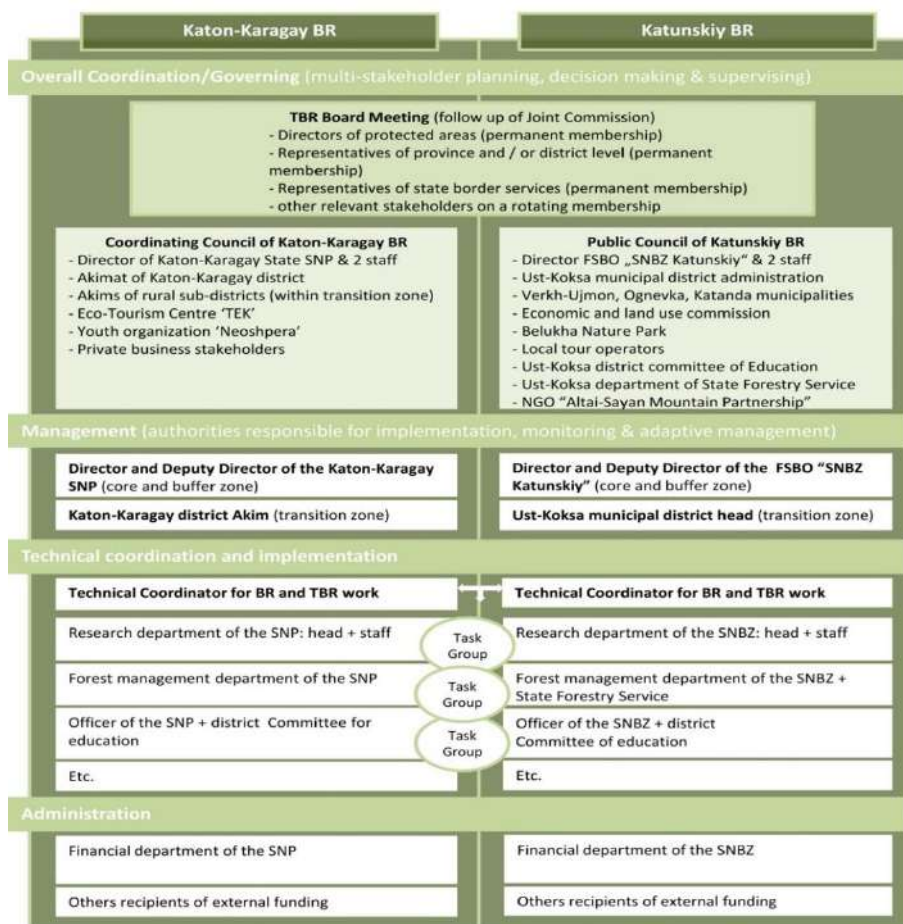 Katon-Karagay BR
Katunskiy BR
Overall Coordination/Governing (multi-stakeholder planning, decision making & supervising)
TBR Board Meeting (follow up of Joint Commission)
- Directors of protected areas (permanent membership)
- Representatives of province and / or district level (permanent
membership)
- Representatives of state border services (permanent membership)
- other relevant stakeholders on a rotating membership
Coordinating Council of Katon-Karagay BR
- Director of Katon-Karagay State SNP & 2 staff
- Akimat of Katon-Karagay district
- Akims of rural sub-districts (within transition zone)
- Eco-Tourism Centre ‘TEK’
- Youth organization ‘Neoshpera’
- Private business stakeholders
Public Council of Katunskiy BR
- Director FSBO „SNBZ Katunskiy“ & 2 staff
- Ust-Koksa municipal district administration
- Verkh-Ujmon, Ognevka, Katanda municipalities
- Economic and land use commission
- Belukha Nature Park
- Local tour operators
- Ust-Koksa district committee of Education
- Ust-Koksa department of State Forestry Service
- NGO “Altai-Sayan Mountain Partnership”
Management (authorities responsible for implementation, monitoring & adaptive management)
Director and Deputy Director of the Katon-Karagay
SNP (core and buffer zone)
Director and Deputy Director of the FSBO “SNBZ
Katunskiy” (core and buffer zone)
Katon-Karagay district Akim (transition zone)
Ust-Koksa municipal district head (transition zone)
Technical coordination and implementation
Technical Coordinator for BR and TBR work
Technical Coordinator for BR and TBR work
Research department of the SNP: head + staff
Task
Group
Research department of the SNBZ: head + staff
Forest management department of the SNP
Task
Group
Forest management department of the SNBZ +
State Forestry Service
Officer of the SNP + district Committee for
education
Task
Group
Officer of the SNBZ + district
Committee of education
Etc.
Etc.
Administration
Financial department of the SNP
Financial department of the SNBZ
Others recipients of external funding
Others recipients of external funding